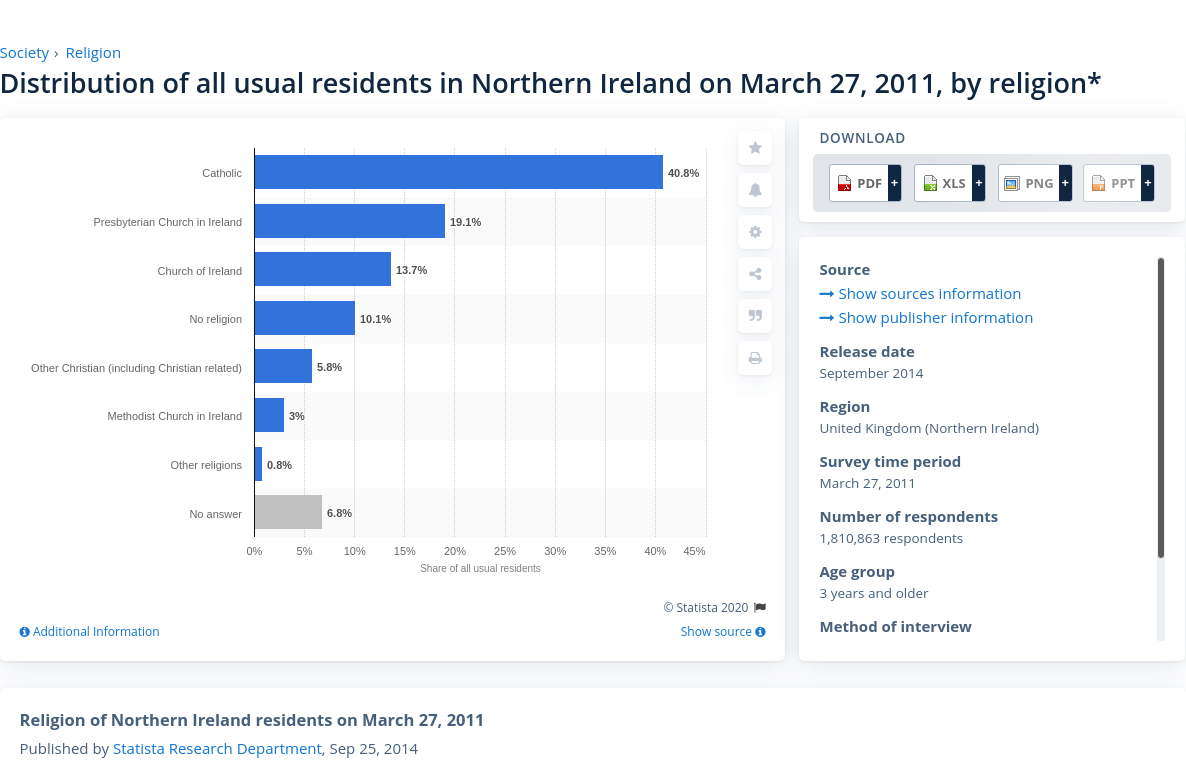 Society › Religion
Distribution of all usual residents in Northern Ireland on March 27, 2011, by religion*
Catholic
40.8%
Presbyterian Church in Ireland
19.1%
Church of Ireland
13.7%
No religion
10.1%
Other Christian (including Christian related)
5.8%
Methodist Church in Ireland
3%
Other religions
0.8%
No answer
6.8%
0% 5% 10% 15% 20% 25% 30% 35% 40% 45%
Share of all usual residents
© Statista 2020
Additional Information
Show source
DOWNLOAD
PDF + XLS + PNG + PPT +
Source
Show sources information
Show publisher information
Release date
September 2014
Region
United Kingdom (Northern Ireland)
Survey time period
March 27, 2011
Number of respondents
1,810,863 respondents
Age group
3 years and older
Method of interview
Religion of Northern Ireland residents on March 27, 2011
Published by Statista Research Department, Sep 25, 2014